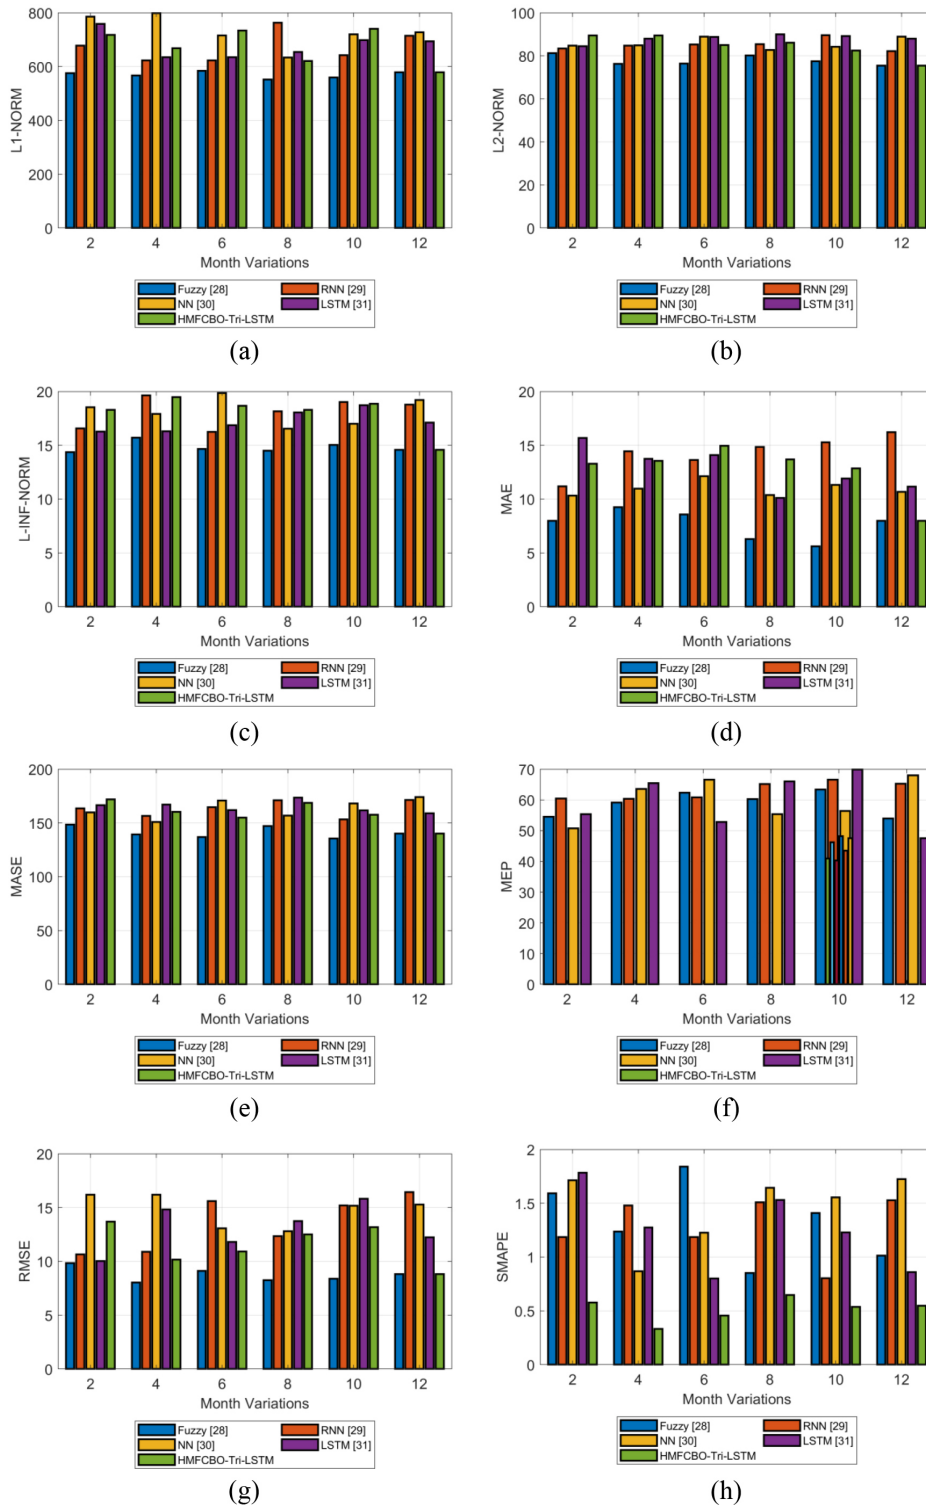 800
600
400
200
0
L1-NORM
2 4 6 8 10 12
Month Variations
Fuzzy [28] RNN [29]
NN [30] LSTM [31]
HMFCBO-Tri-LSTM
(a)
100
80
60
40
20
0
L2-NORM
2 4 6 8 10 12
Month Variations
Fuzzy [28] RNN [29]
NN [30] LSTM [31]
HMFCBO-Tri-LSTM
(b)
20
15
10
5
0
L-INF-NORM
2 4 6 8 10 12
Month Variations
Fuzzy [28] RNN [29]
NN [30] LSTM [31]
HMFCBO-Tri-LSTM
(c)
20
15
10
5
0
MAE
2 4 6 8 10 12
Month Variations
Fuzzy [28] RNN [29]
NN [30] LSTM [31]
HMFCBO-Tri-LSTM
(d)
200
150
100
50
0
MASE
2 4 6 8 10 12
Month Variations
Fuzzy [28] RNN [29]
NN [30] LSTM [31]
HMFCBO-Tri-LSTM
(e)
70
60
50
40
30
20
10
0
MEP
2 4 6 8 10 12
Month Variations
Fuzzy [28] RNN [29]
NN [30] LSTM [31]
HMFCBO-Tri-LSTM
(f)
20
15
10
5
0
RMSE
2 4 6 8 10 12
Month Variations
Fuzzy [28] RNN [29]
NN [30] LSTM [31]
HMFCBO-Tri-LSTM
(g)
2
1.5
1
0.5
0
SMAPE
2 4 6 8 10 12
Month Variations
Fuzzy [28] RNN [29]
NN [30] LSTM [31]
HMFCBO-Tri-LSTM
(h)